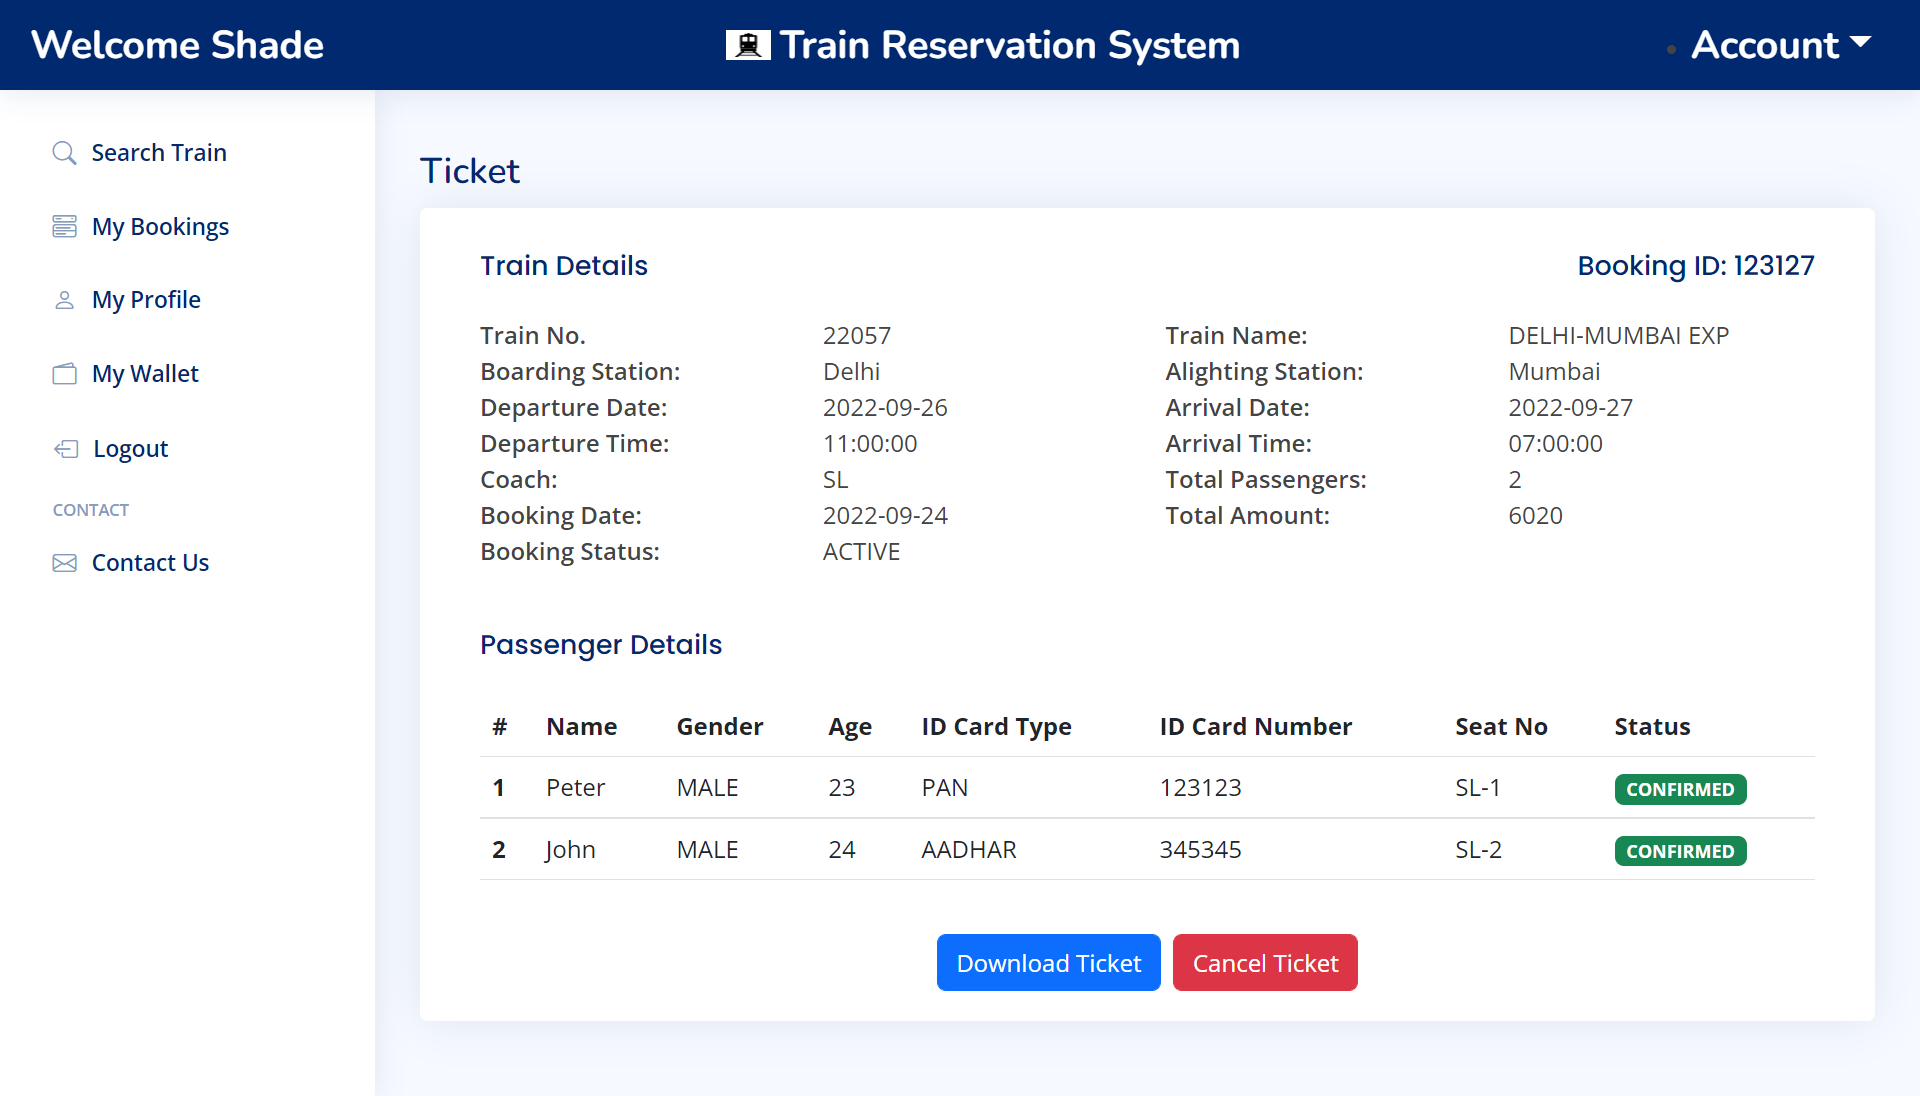 Welcome Shade
Train Reservation System
Account
Search Train
My Bookings
My Profile
My Wallet
Logout
CONTACT
Contact Us
Ticket
Train Details Booking ID: 123127
Train No. 22057 Train Name: DELHI-MUMBAI EXP
Boarding Station: Delhi Alighting Station: Mumbai
Departure Date: 2022-09-26 Arrival Date: 2022-09-27
Departure Time: 11:00:00 Arrival Time: 07:00:00
Coach: SL Total Passengers: 2
Booking Date: 2022-09-24 Total Amount: 6020
Booking Status: ACTIVE
Passenger Details
# Name Gender Age ID Card Type ID Card Number Seat No Status
1 Peter MALE 23 PAN 123123 SL-1 CONFIRMED
2 John MALE 24 AADHAR 345345 SL-2 CONFIRMED
Download Ticket Cancel Ticket